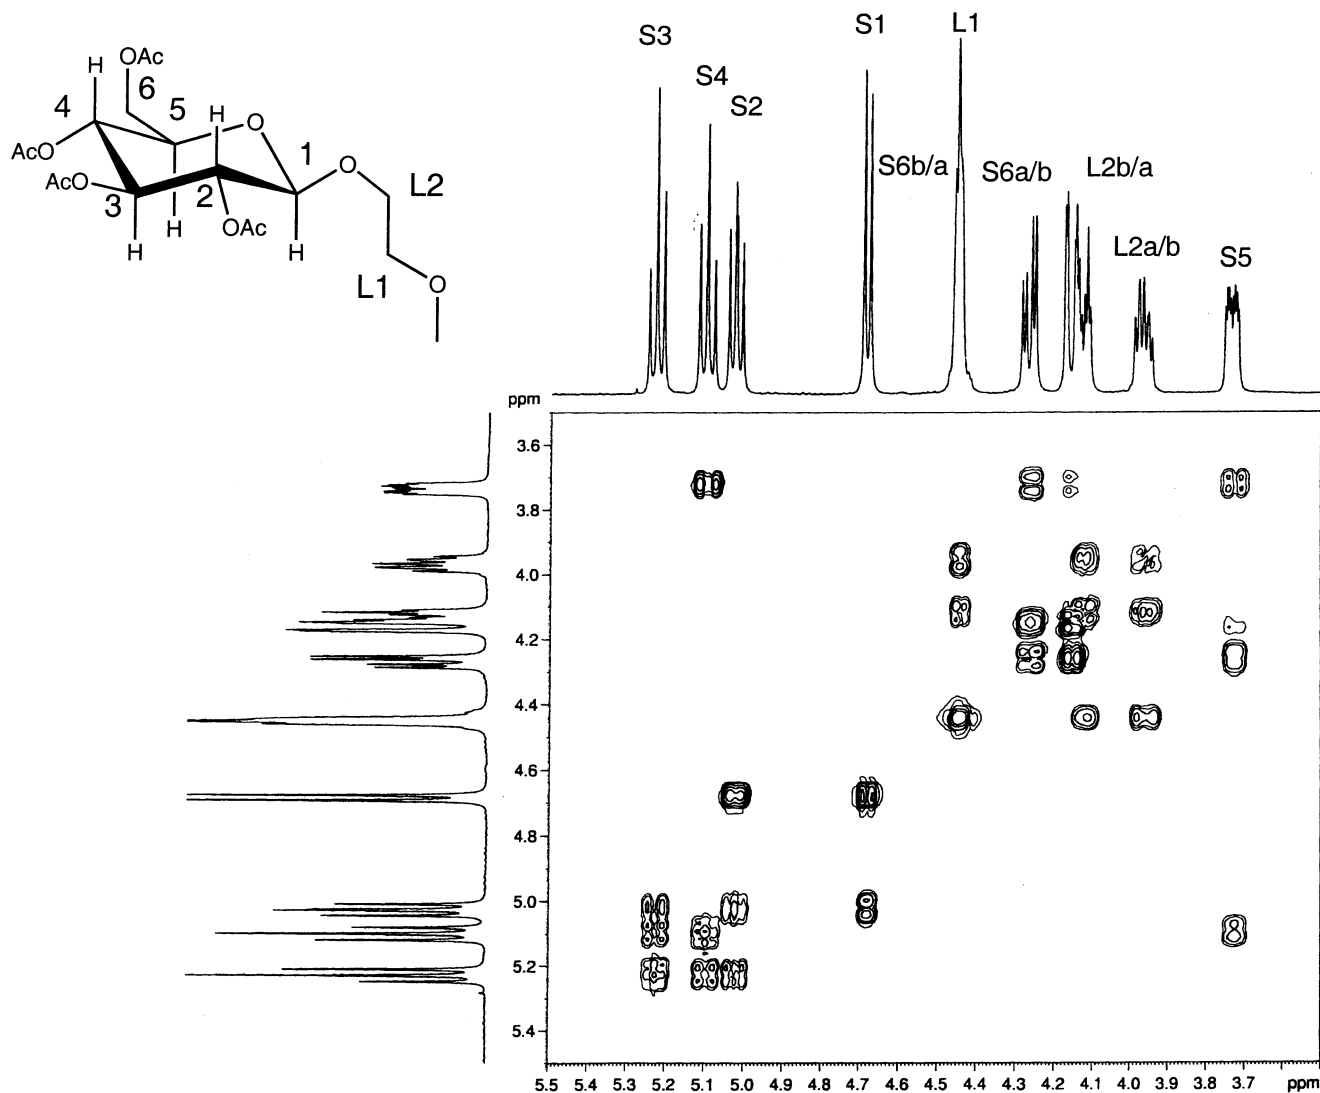 S3
S4
S2
S1
L1
S6b/a
S6a/b
L2b/a
L2a/b
S5
OAc
H
6
4
5
H
O
AcO
1
O
AcO
2
L2
3
OAc
H
H
H
L1
O
ppm
3.6
3.8
4.0
4.2
4.4
4.6
4.8
5.0
5.2
5.4
5.5 5.4 5.3 5.2 5.1 5.0 4.9 4.8 4.7 4.6 4.5 4.4 4.3 4.2 4.1 4.0 3.9 3.8 3.7 ppm